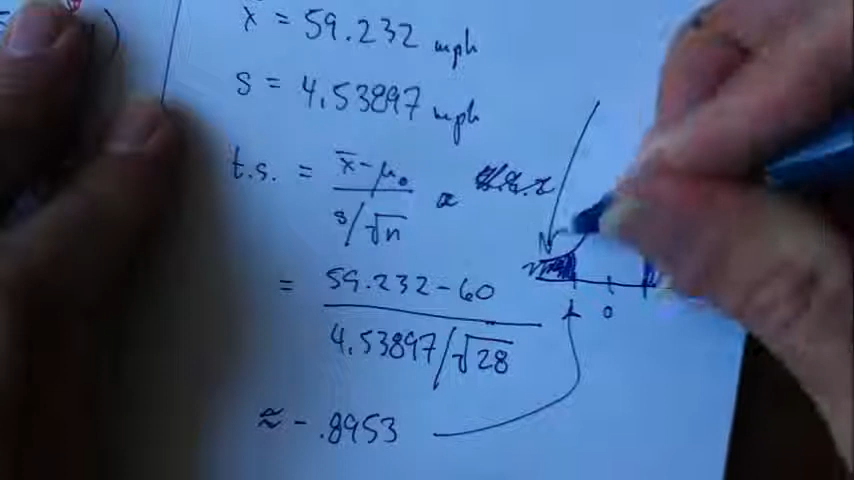 x̄ = 59.232 mph
s = 4.53897 mph
t.s. = x̄ - μ₀
s/√n
= 59.232 - 60
4.53897/√28
0
≈ -.8953